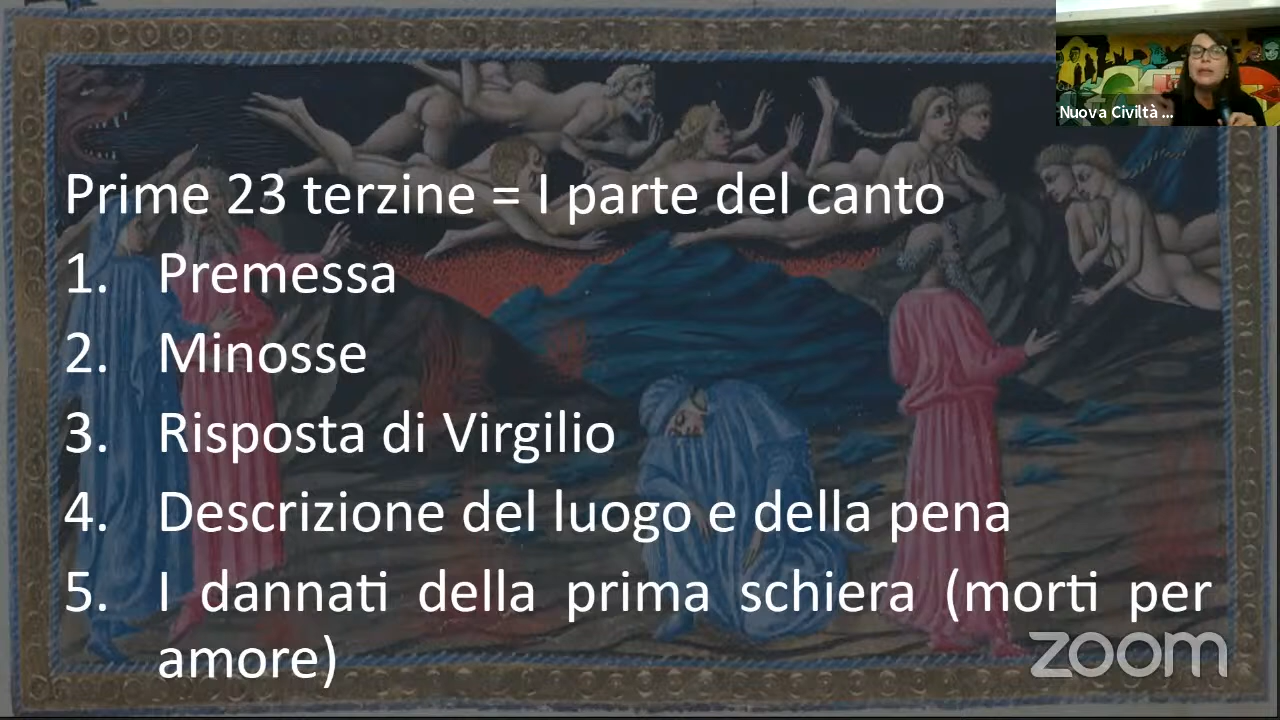 Nuova Civiltà ...
Prime 23 terzine = I parte del canto
1. Premessa
2. Minosse
3. Risposta di Virgilio
4. Descrizione del luogo e della pena
5. I dannati della prima schiera (morti per
amore)
zoom